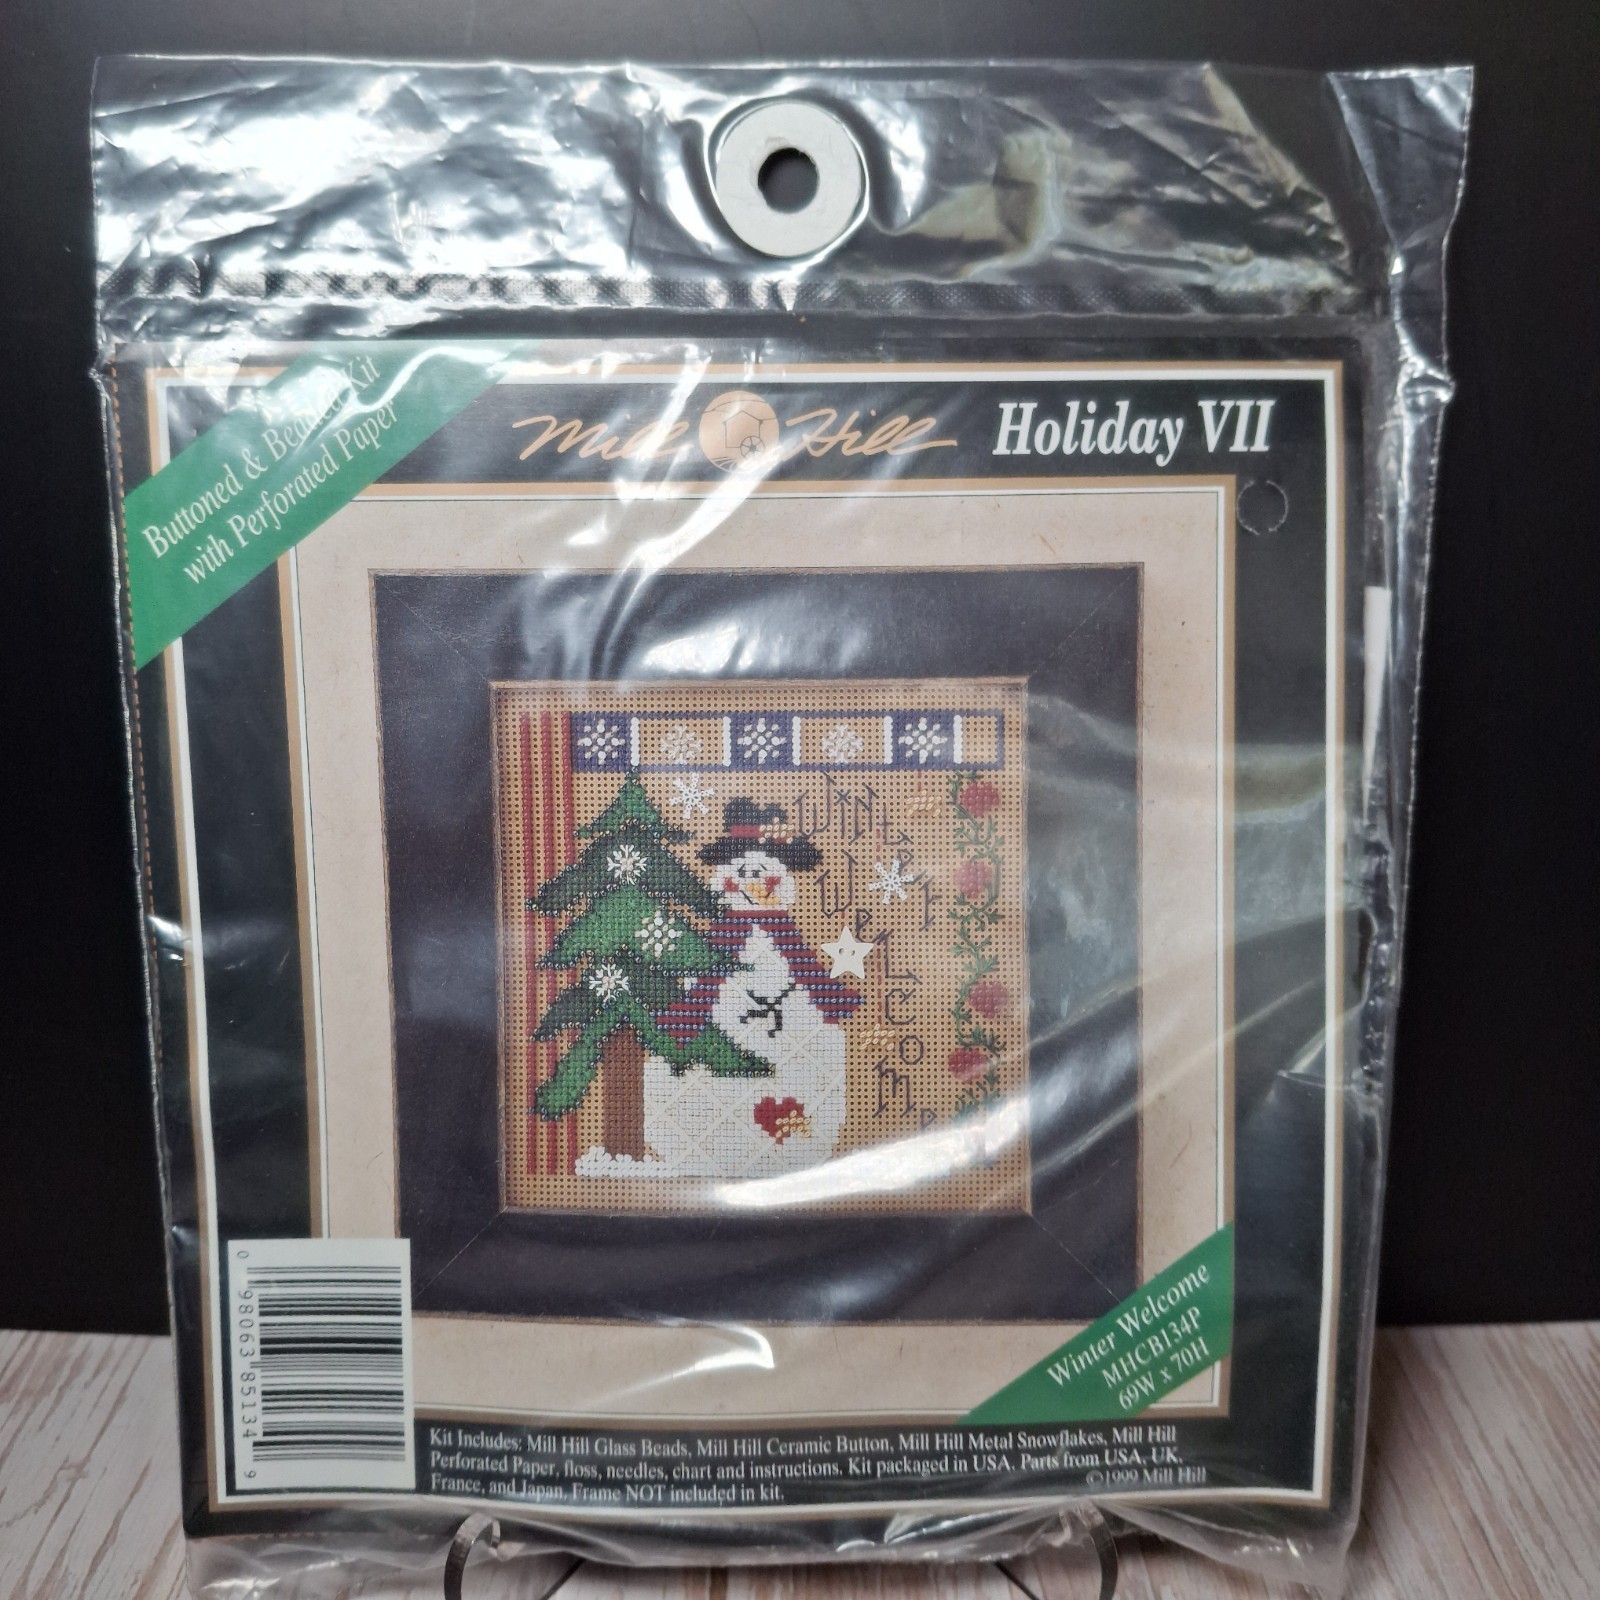 Buttoned & Beaded Kit
with Perforated Paper
Mill Hill
Holiday VII
Winter
Welcome
Winter Welcome
MHCB134P
69W x 70H
0 98063 85134 9
Kit Includes: Mill Hill Glass Beads, Mill Hill Ceramic Button, Mill Hill Metal Snowflakes, Mill Hill
Perforated Paper, floss, needles, chart and instructions. Kit packaged in USA. Parts from USA, UK,
France, and Japan. Frame NOT included in kit.
©1999 Mill Hill